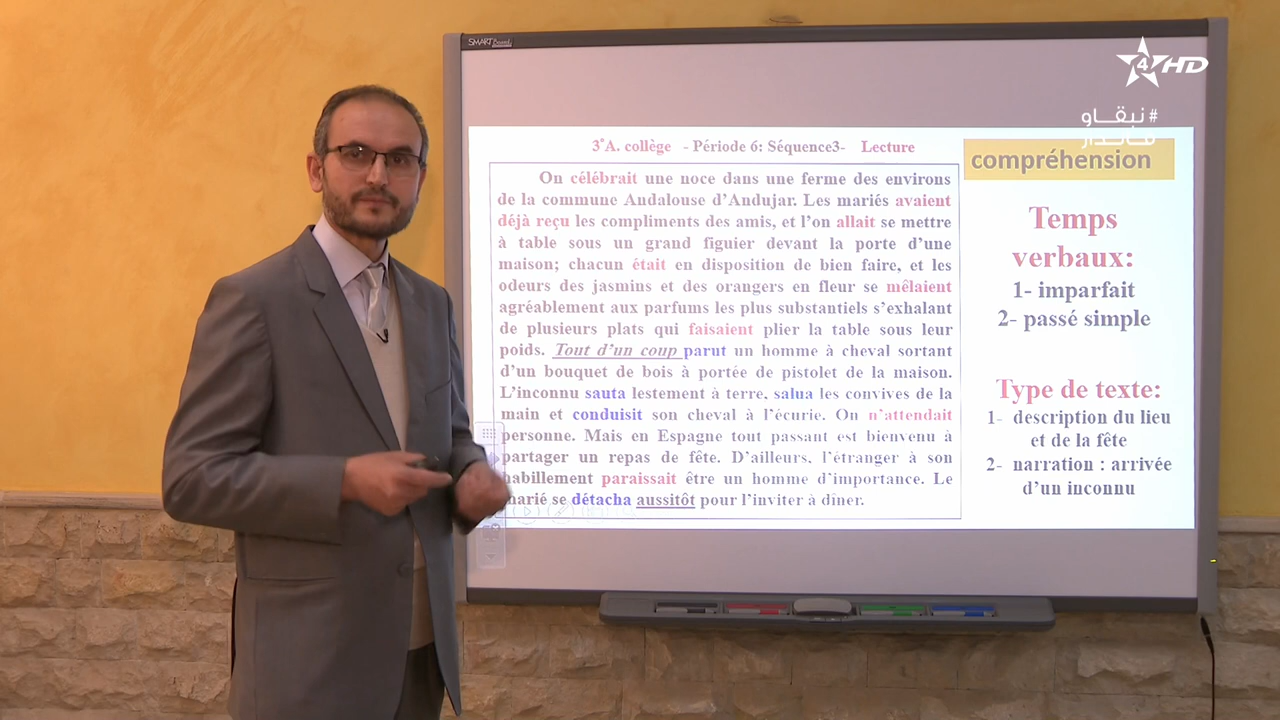 SMART Board
4 HD
#نبقاو
فالدار
3°A. collège - Période 6: Séquence3- Lecture
compréhension
On célébrait une noce dans une ferme des environs
de la commune Andalouse d'Andujar. Les mariés avaient
déjà reçu les compliments des amis, et l'on allait se mettre
à table sous un grand figuier devant la porte d'une
maison; chacun était en disposition de bien faire, et les
odeurs des jasmins et des orangers en fleur se mêlaient
agréablement aux parfums les plus substantiels s'exhalant
de plusieurs plats qui faisaient plier la table sous leur
poids. Tout d'un coup parut un homme à cheval sortant
d'un bouquet de bois à portée de pistolet de la maison.
L'inconnu sauta lestement à terre, salua les convives de la
main et conduisit son cheval à l'écurie. On n'attendait
personne. Mais en Espagne tout passant est bienvenu à
partager un repas de fête. D'ailleurs, l'étranger à son
habillement paraissait être un homme d'importance. Le
marié se détacha aussitôt pour l'inviter à dîner.
Temps
verbaux:
1- imparfait
2- passé simple
Type de texte:
1- description du lieu
et de la fête
2- narration : arrivée
d'un inconnu